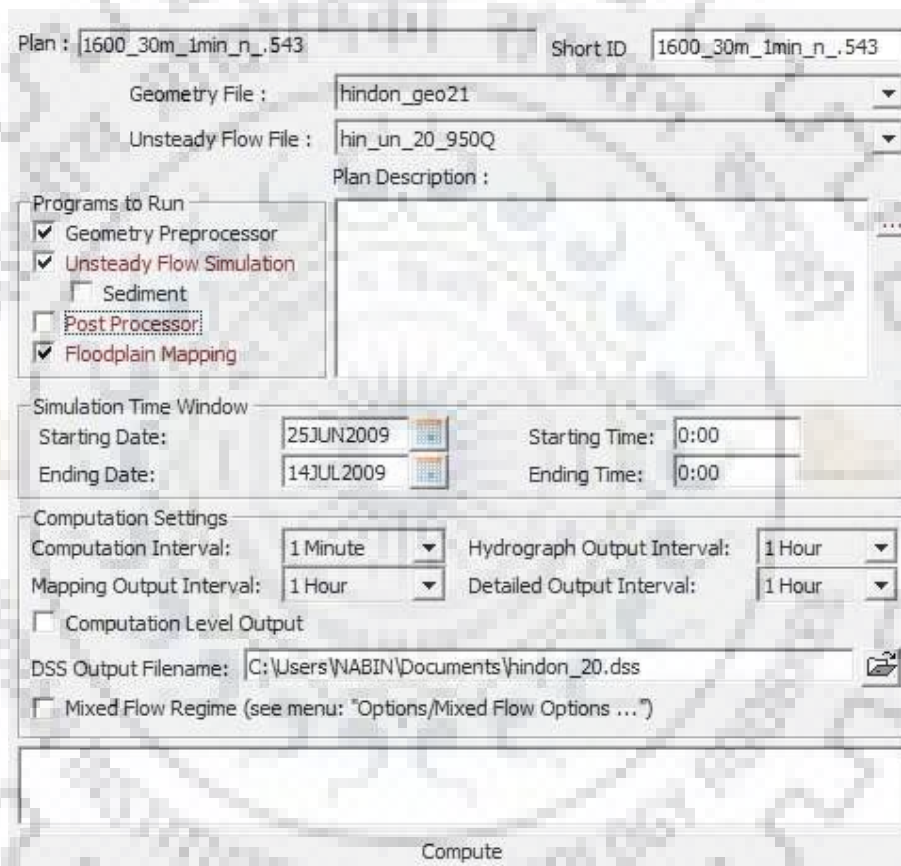 Plan : 1600_30m_1min_n_.543 Short ID 1600_30m_1min_n_.543
Geometry File : hindon_geo21
Unsteady Flow File : hin_un_20_950Q
Plan Description :
Programs to Run
Geometry Preprocessor
Unsteady Flow Simulation
Sediment
Post Processor
Floodplain Mapping
...
Simulation Time Window
Starting Date: 25JUN2009 Starting Time: 0:00
Ending Date: 14JUL2009 Ending Time: 0:00
Computation Settings
Computation Interval: 1 Minute Hydrograph Output Interval: 1 Hour
Mapping Output Interval: 1 Hour Detailed Output Interval: 1 Hour
Computation Level Output
DSS Output Filename: C:\Users\NABIN\Documents\hindon_20.dss
Mixed Flow Regime (see menu: "Options/Mixed Flow Options ...")
Compute